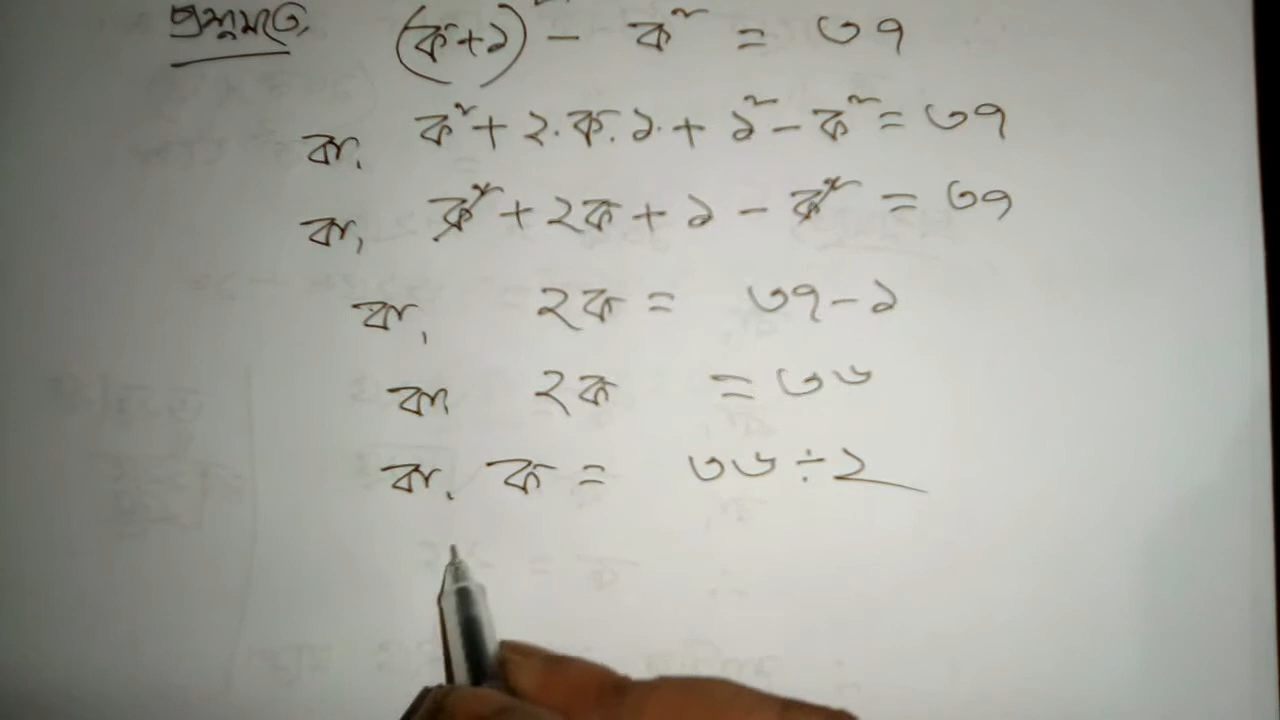 প্রশ্নমতে, (ক+১)² - ক² = ৩৭
বা, ক² + ২.ক.১ + ১² - ক² = ৩৭
বা, ক² + ২ক + ১ - ক² = ৩৭
বা, ২ক = ৩৭ - ১
বা ২ক = ৩৬
বা, ক = ৩৬ ÷ ২